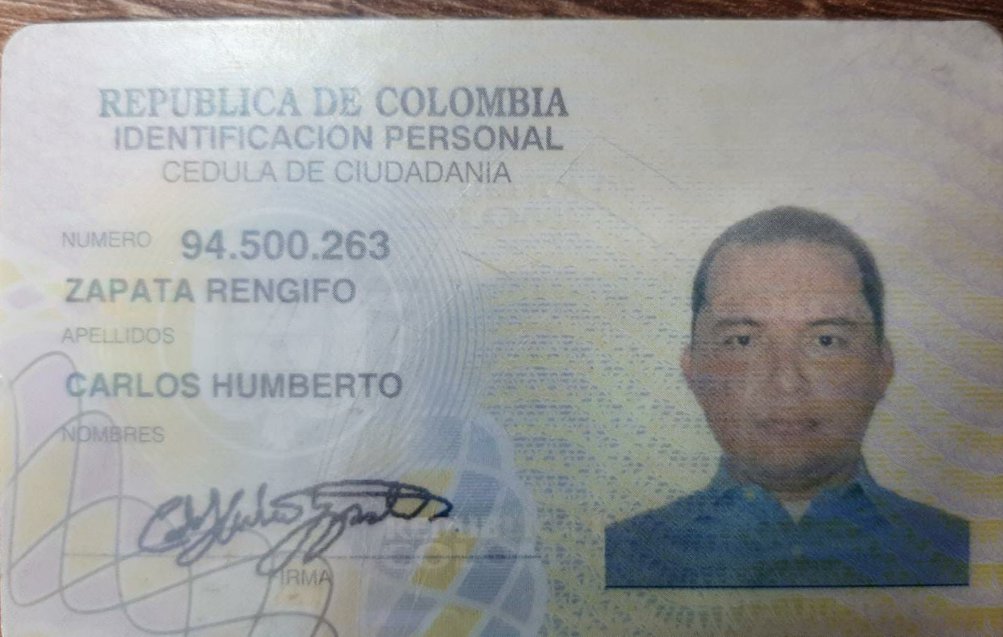 REPUBLICA DE COLOMBIA
IDENTIFICACION PERSONAL
CEDULA DE CIUDADANIA
NUMERO 94.500.263
ZAPATA RENGIFO
APELLIDOS
CARLOS HUMBERTO
NOMBRES
FIRMA